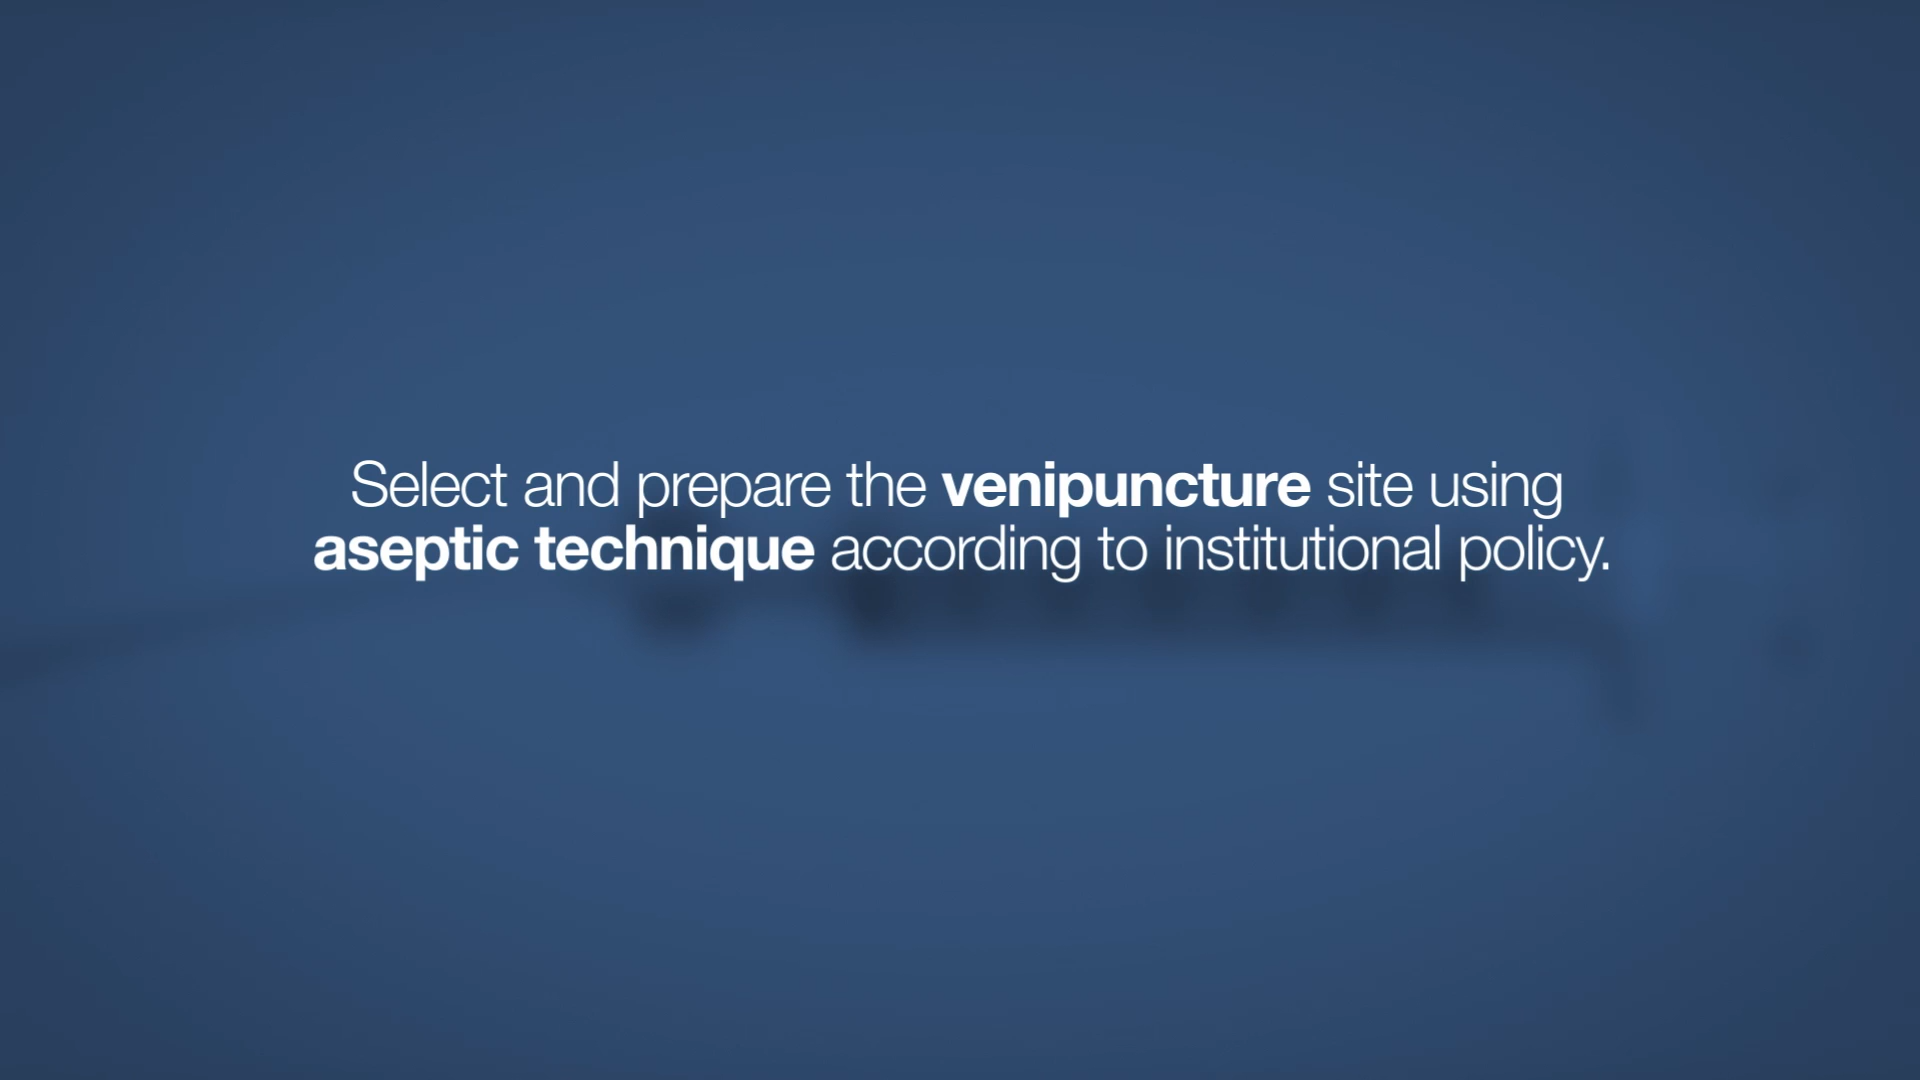 Select and prepare the venipuncture site using
aseptic technique according to institutional policy.